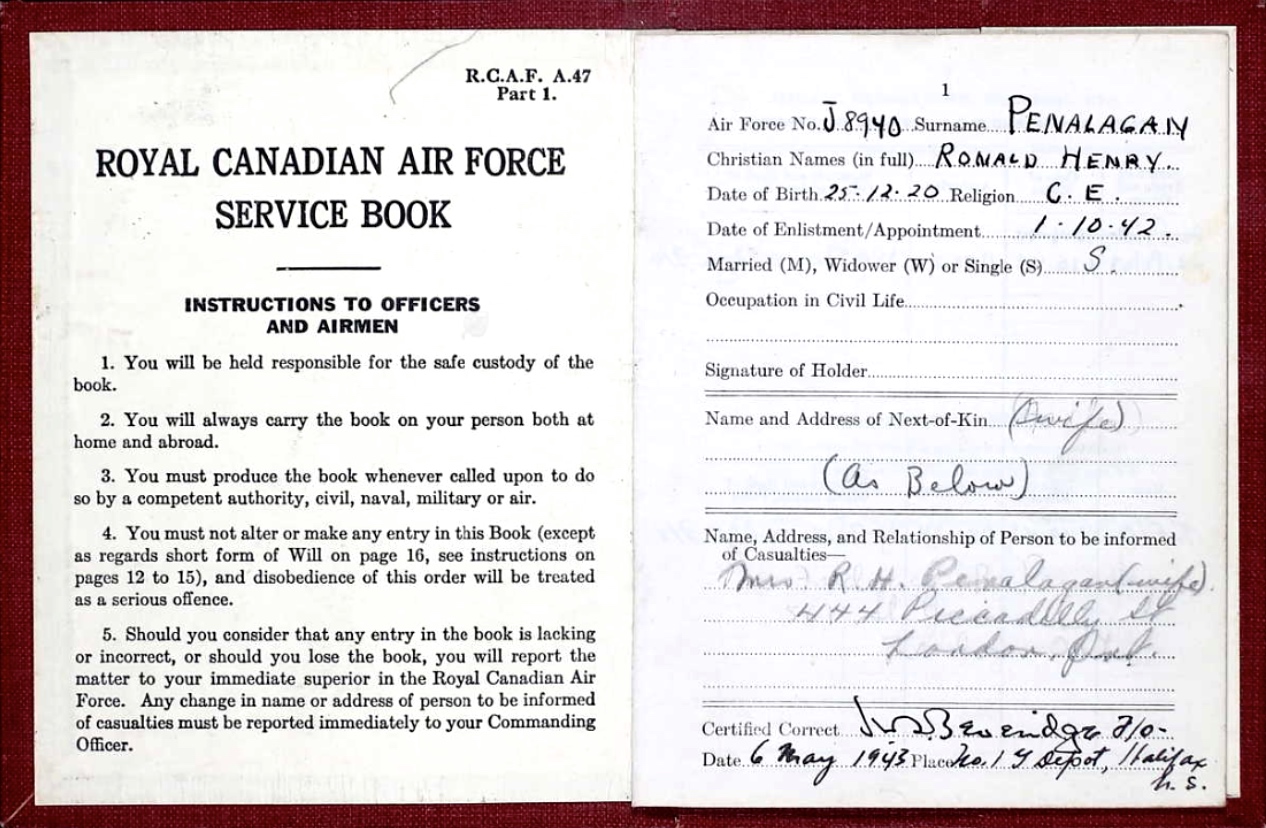 R.C.A.F. A.47
Part 1.
ROYAL CANADIAN AIR FORCE
SERVICE BOOK
INSTRUCTIONS TO OFFICERS
AND AIRMEN
1. You will be held responsible for the safe custody of the
book.
2. You will always carry the book on your person both at
home and abroad.
3. You must produce the book whenever called upon to do
so by a competent authority, civil, naval, military or air.
4. You must not alter or make any entry in this Book (except
as regards short form of Will on page 16, see instructions on
pages 12 to 15), and disobedience of this order will be treated
as a serious offence.
5. Should you consider that any entry in the book is lacking
or incorrect, or should you lose the book, you will report the
matter to your immediate superior in the Royal Canadian Air
Force. Any change in name or address of person to be informed
of casualties must be reported immediately to your Commanding
Officer.
1
Air Force No. J8940 Surname PENALAGAN
Christian Names (in full) RONALD HENRY.
Date of Birth 25-12-20 Religion C.E.
Date of Enlistment/Appointment 1-10-42.
Married (M), Widower (W) or Single (S) S.
Occupation in Civil Life
Signature of Holder
Name and Address of Next-of-Kin (wife)
(As Below)
Name, Address, and Relationship of Person to be informed
of Casualties—
Mrs R.H. Penalagan (wife).
444 Piccadilly St
London, Ont.
Certified Correct Beveridge F/O-
Date 6 May 1943 Place No. 1 Y Depot, Halifax
N.S.